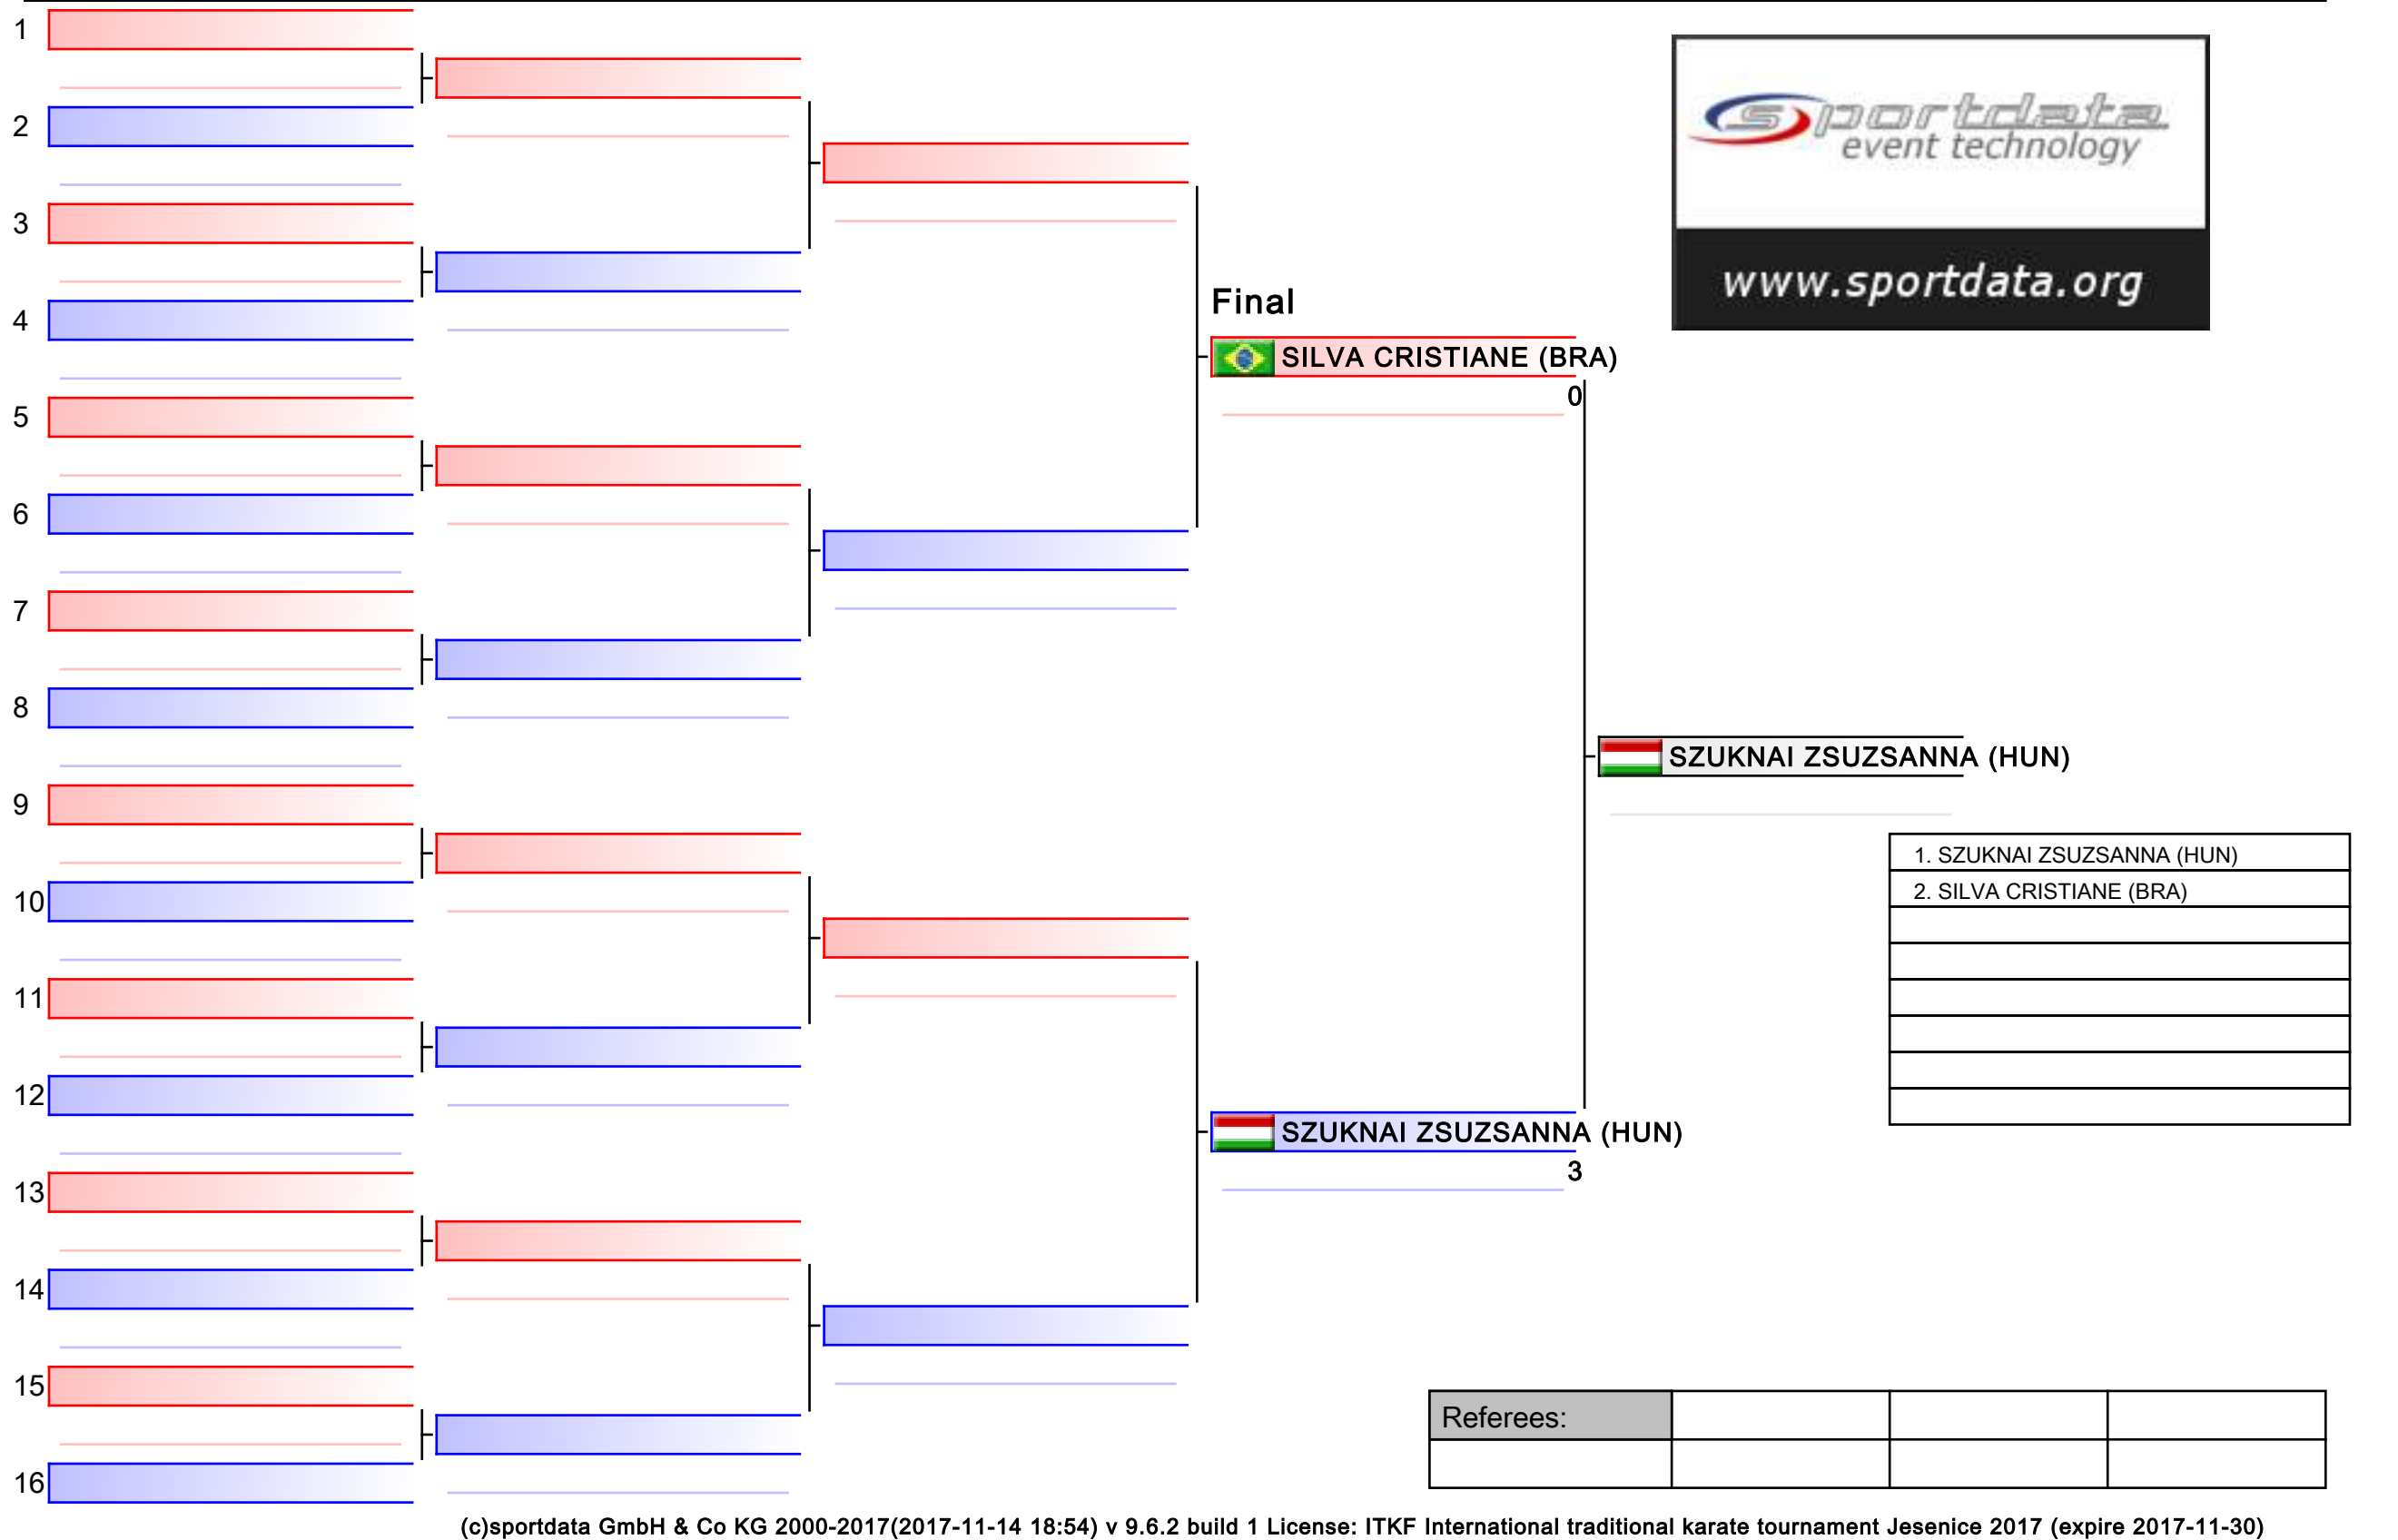 1
2
3
4
5
6
7
8
9
10
11
12
13
14
15
16
sportdata
event technology
www.sportdata.org
Final
SILVA CRISTIANE (BRA)
0
SZUKNAI ZSUZSANNA (HUN)
1. SZUKNAI ZSUZSANNA (HUN)
2. SILVA CRISTIANE (BRA)
SZUKNAI ZSUZSANNA (HUN)
3
Referees:
(c)sportdata GmbH & Co KG 2000-2017(2017-11-14 18:54) v 9.6.2 build 1 License: ITKF International traditional karate tournament Jesenice 2017 (expire 2017-11-30)